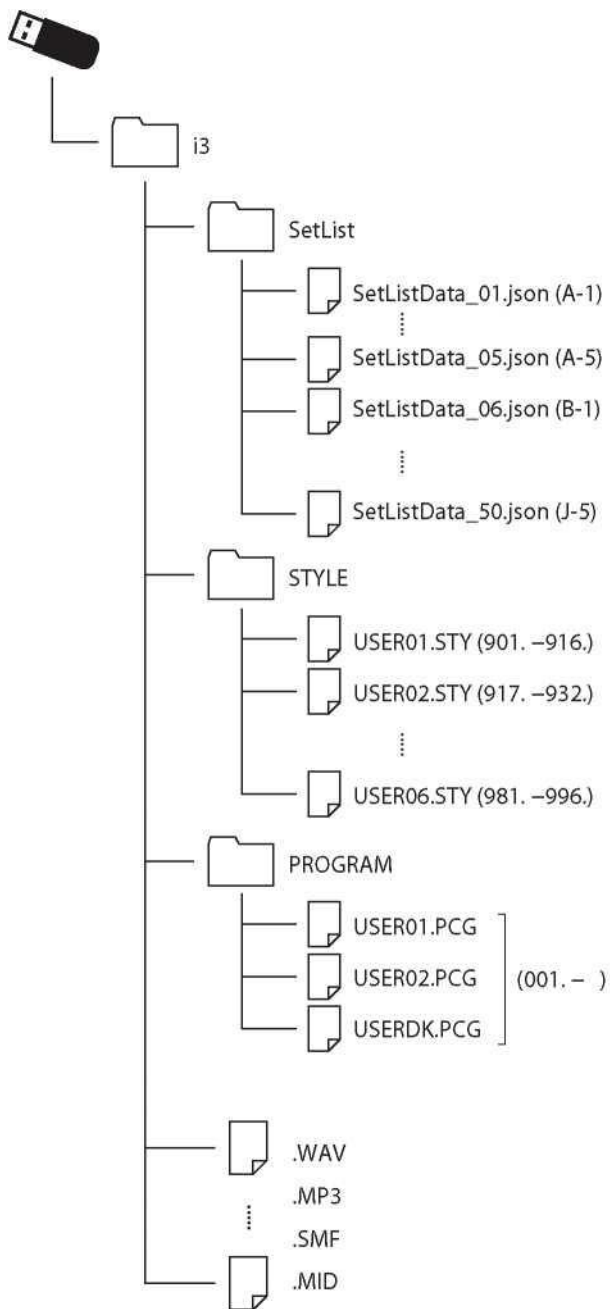 i3
SetList
SetListData_01.json (A-1)
SetListData_05.json (A-5)
SetListData_06.json (B-1)
SetListData_50.json (J-5)
STYLE
USER01.STY (901. –916.)
USER02.STY (917. –932.)
USER06.STY (981. –996.)
PROGRAM
USER01.PCG
USER02.PCG (001. – )
USERDK.PCG
.WAV
.MP3
.SMF
.MID